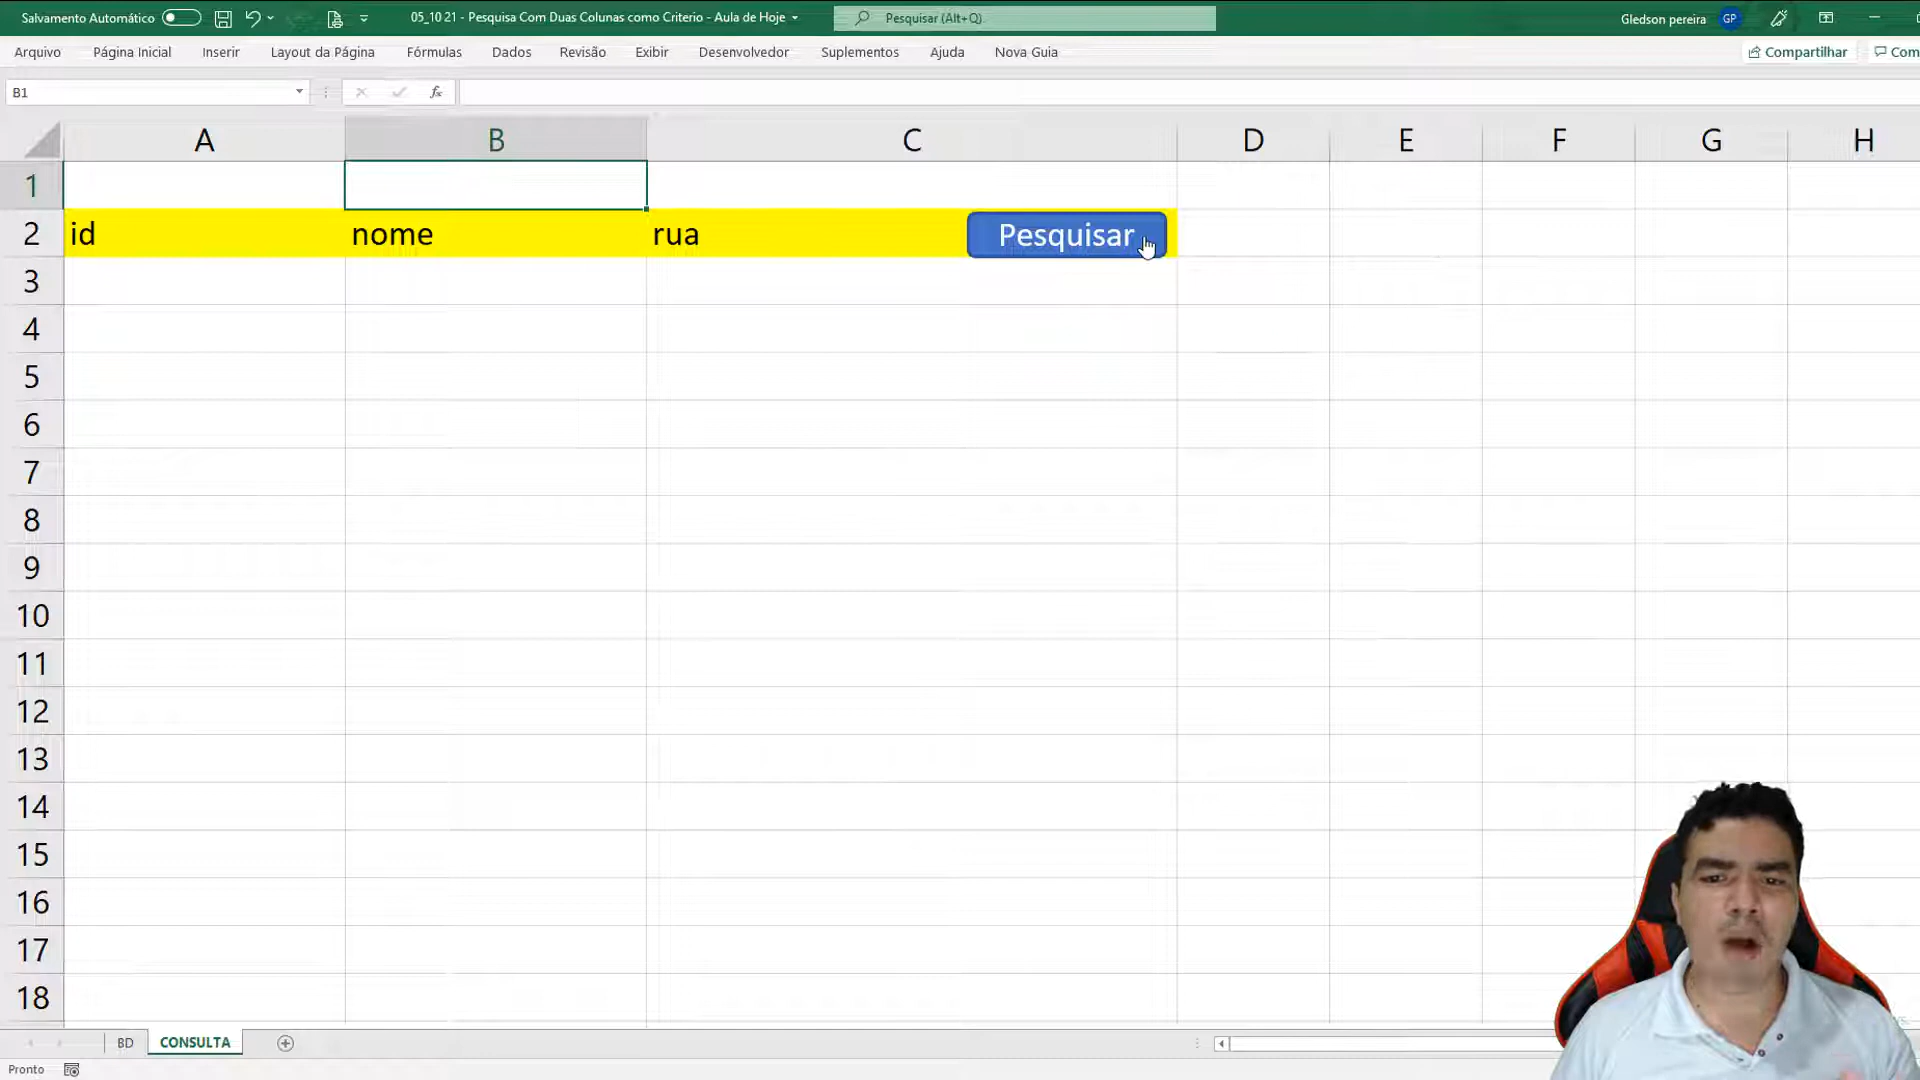 Salvamento Automático
05_10 21 - Pesquisa Com Duas Colunas como Criterio - Aula de Hoje
Pesquisar (Alt+Q)
Gledson pereira GP
Arquivo Página Inicial Inserir Layout da Página Fórmulas Dados Revisão Exibir Desenvolvedor Suplementos Ajuda Nova Guia Compartilhar Com
B1 fx
A B C D E F G H
1
2 id nome rua Pesquisar
3
4
5
6
7
8
9
10
11
12
13
14
15
16
17
18
BD CONSULTA
Pronto